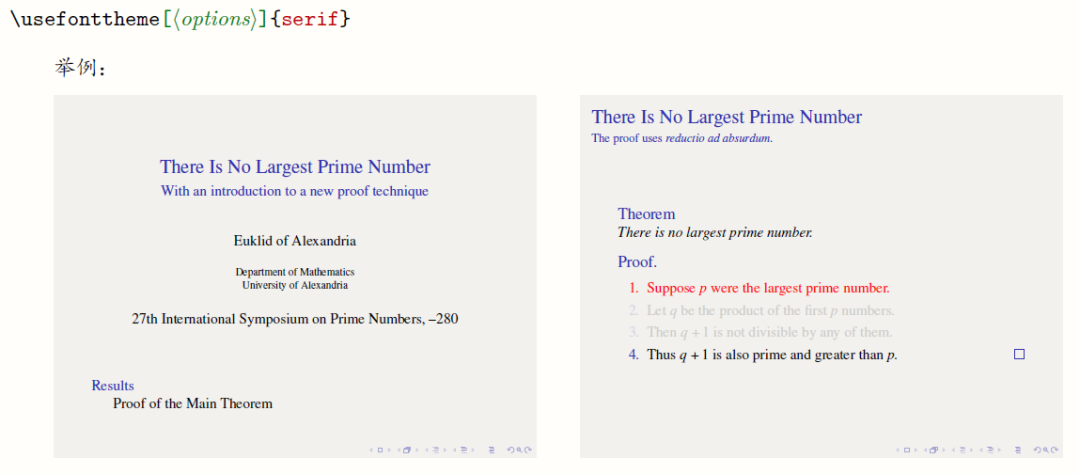 \usefonttheme[⟨options⟩]{serif}
举例：
There Is No Largest Prime Number
With an introduction to a new proof technique
Euklid of Alexandria
Department of Mathematics
University of Alexandria
27th International Symposium on Prime Numbers, –280
Results
Proof of the Main Theorem
There Is No Largest Prime Number
The proof uses reductio ad absurdum.
Theorem
There is no largest prime number.
Proof.
1. Suppose p were the largest prime number.
2. Let q be the product of the first p numbers.
3. Then q + 1 is not divisible by any of them.
4. Thus q + 1 is also prime and greater than p.